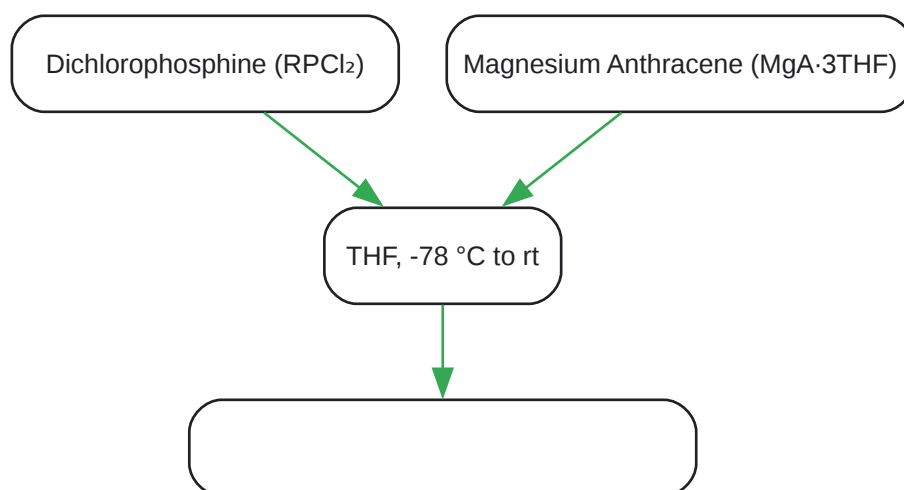 Dichlorophosphine (RPCl₂)
Magnesium Anthracene (MgA·3THF)
THF, -78 °C to rt